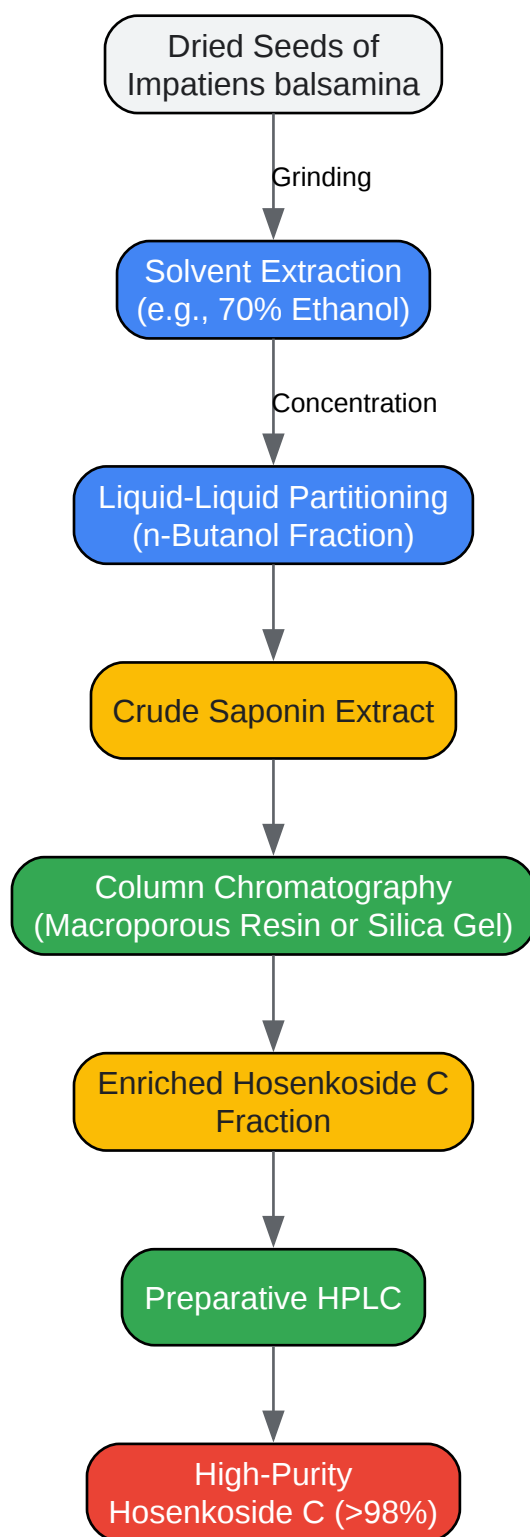 Dried Seeds of
Impatiens balsamina
Grinding
Solvent Extraction
(e.g., 70% Ethanol)
Concentration
Liquid-Liquid Partitioning
(n-Butanol Fraction)
Crude Saponin Extract
Column Chromatography
(Macroporous Resin or Silica Gel)
Enriched Hosenkoside C
Fraction
Preparative HPLC
High-Purity
Hosenkoside C (>98%)